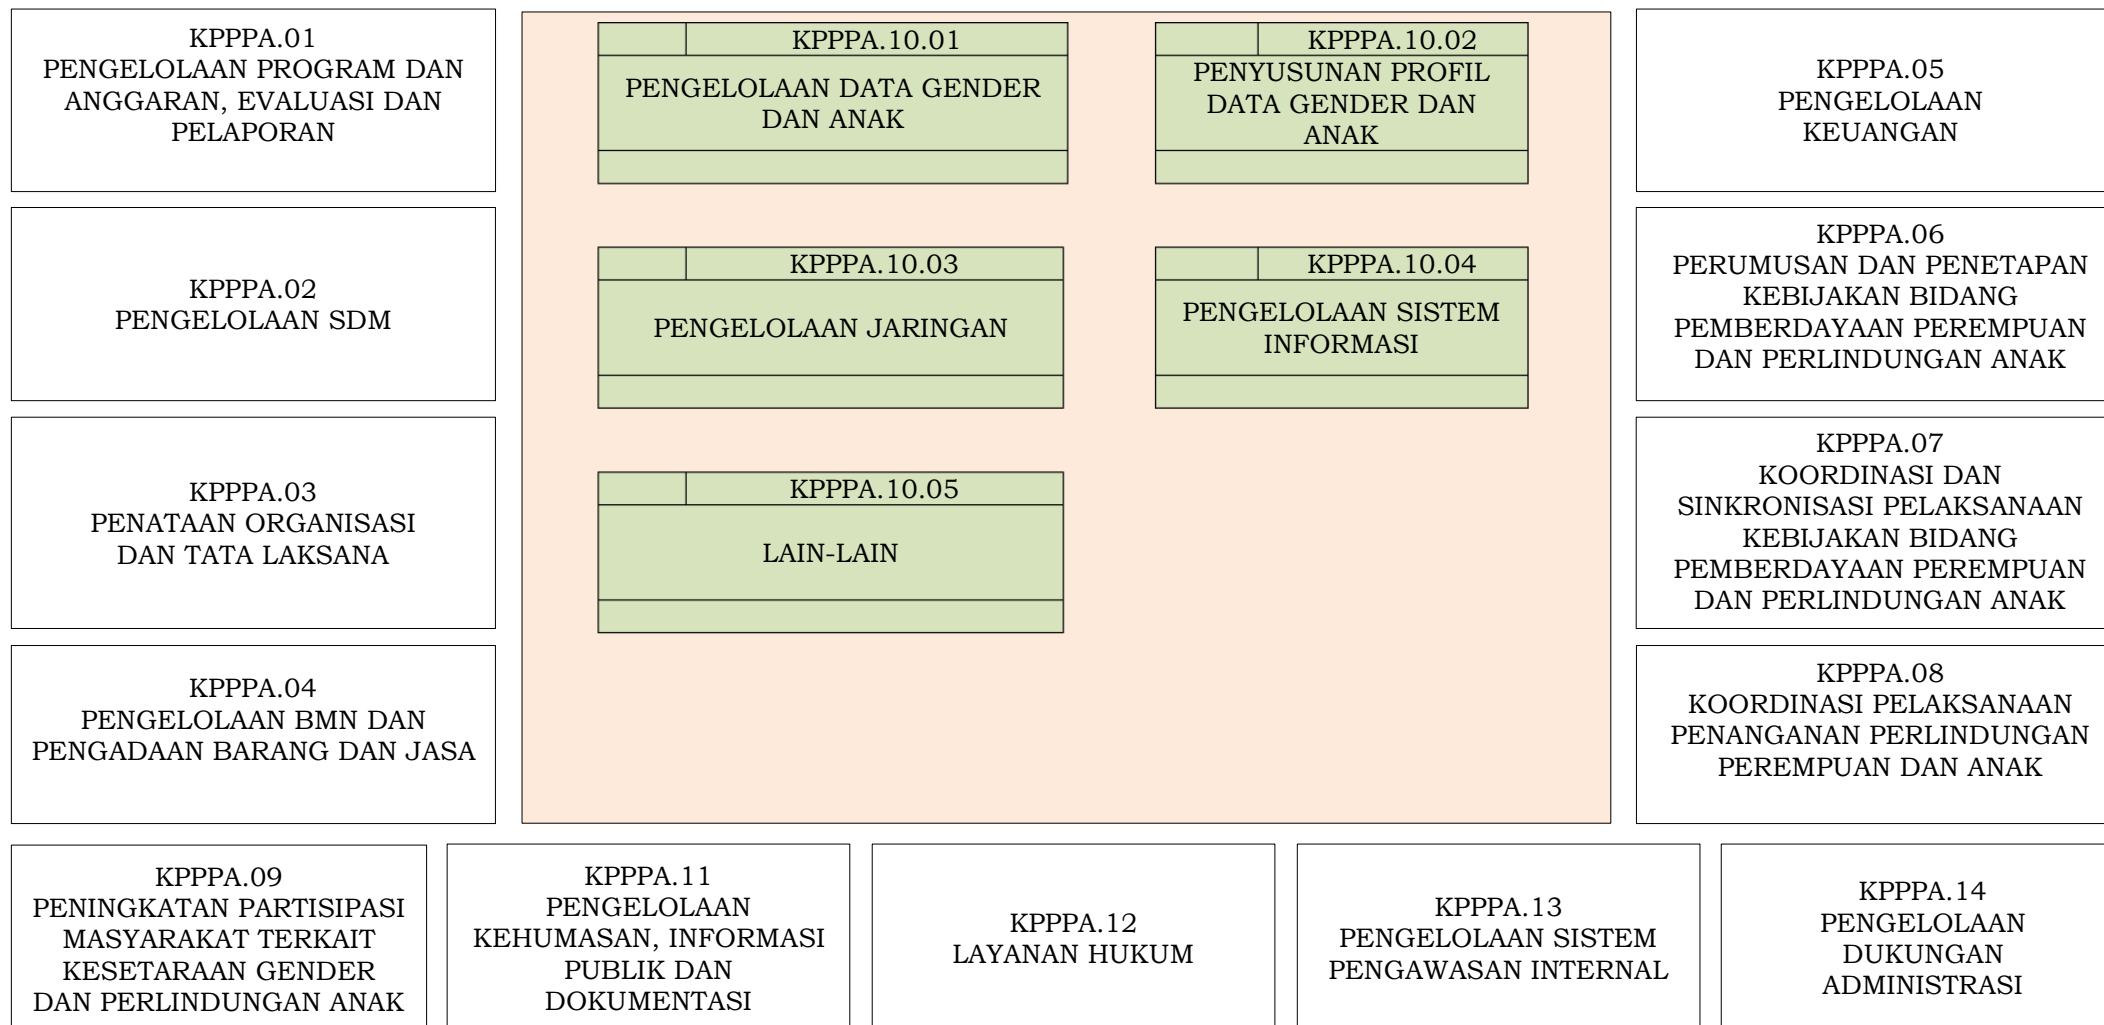 KPPPA.01
PENGELOLAAN PROGRAM DAN
ANGGARAN, EVALUASI DAN
PELAPORAN
KPPPA.02
PENGELOLAAN SDM
KPPPA.03
PENATAAN ORGANISASI
DAN TATA LAKSANA
KPPPA.04
PENGELOLAAN BMN DAN
PENGADAAN BARANG DAN JASA
KPPPA.10.01
PENGELOLAAN DATA GENDER
DAN ANAK
KPPPA.10.02
PENYUSUNAN PROFIL
DATA GENDER DAN
ANAK
KPPPA.10.03
PENGELOLAAN JARINGAN
KPPPA.10.04
PENGELOLAAN SISTEM
INFORMASI
KPPPA.10.05
LAIN-LAIN
KPPPA.05
PENGELOLAAN
KEUANGAN
KPPPA.06
PERUMUSAN DAN PENETAPAN
KEBIJAKAN BIDANG
PEMBERDAYAAN PEREMPUAN
DAN PERLINDUNGAN ANAK
KPPPA.07
KOORDINASI DAN
SINKRONISASI PELAKSANAAN
KEBIJAKAN BIDANG
PEMBERDAYAAN PEREMPUAN
DAN PERLINDUNGAN ANAK
KPPPA.08
KOORDINASI PELAKSANAAN
PENANGANAN PERLINDUNGAN
PEREMPUAN DAN ANAK
KPPPA.09
PENINGKATAN PARTISIPASI
MASYARAKAT TERKAIT
KESETARAAN GENDER
DAN PERLINDUNGAN ANAK
KPPPA.11
PENGELOLAAN
KEHUMASAN, INFORMASI
PUBLIK DAN
DOKUMENTASI
KPPPA.12
LAYANAN HUKUM
KPPPA.13
PENGELOLAAN SISTEM
PENGAWASAN INTERNAL
KPPPA.14
PENGELOLAAN
DUKUNGAN
ADMINISTRASI